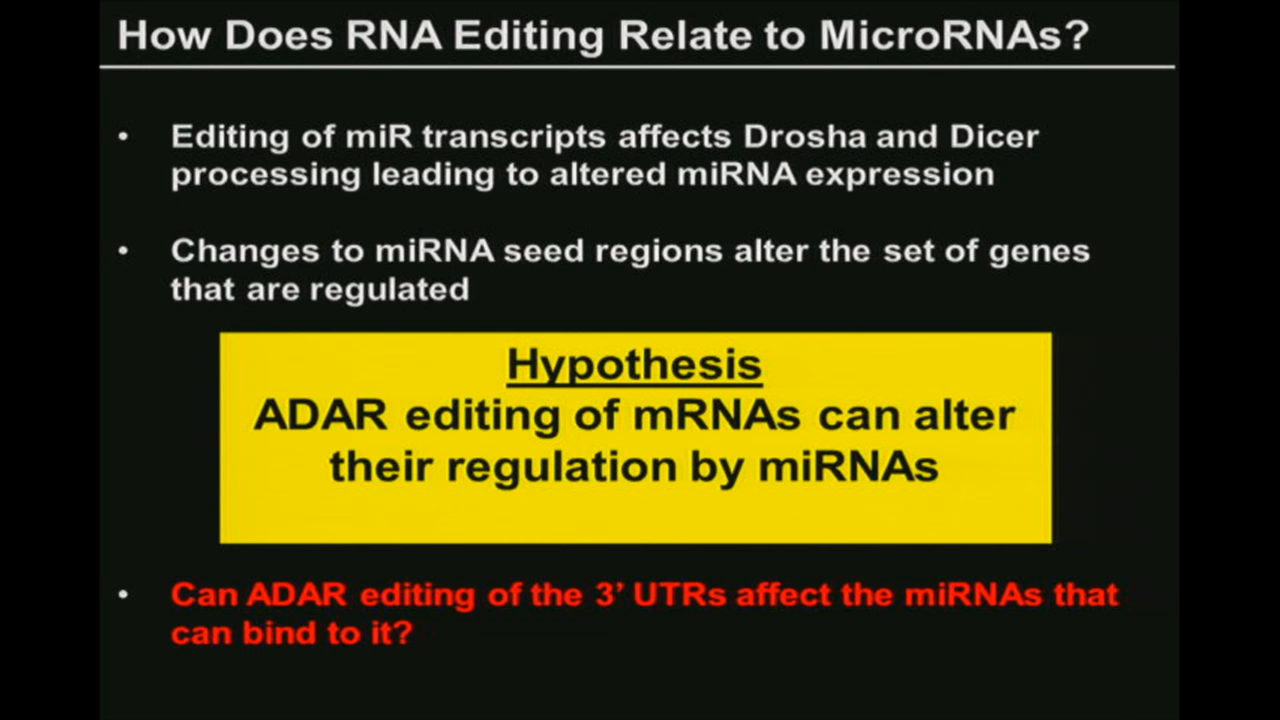 How Does RNA Editing Relate to MicroRNAs?
• Editing of miR transcripts affects Drosha and Dicer
processing leading to altered miRNA expression
• Changes to miRNA seed regions alter the set of genes
that are regulated
Hypothesis
ADAR editing of mRNAs can alter
their regulation by miRNAs
• Can ADAR editing of the 3’ UTRs affect the miRNAs that
can bind to it?